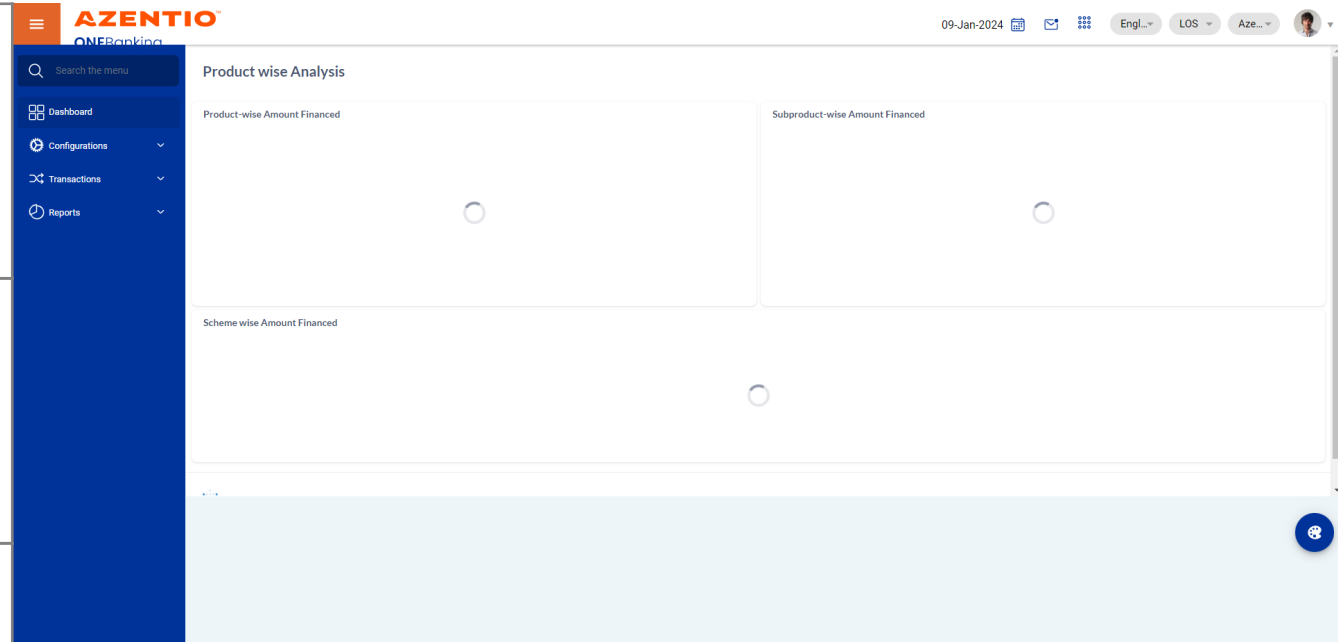 AZENTIO™
ONEBanking
09-Jan-2024
Engl...
LOS
Aze...
Search the menu
Dashboard
Configurations
Transactions
Reports
Product wise Analysis
Product-wise Amount Financed
Subproduct-wise Amount Financed
Scheme wise Amount Financed